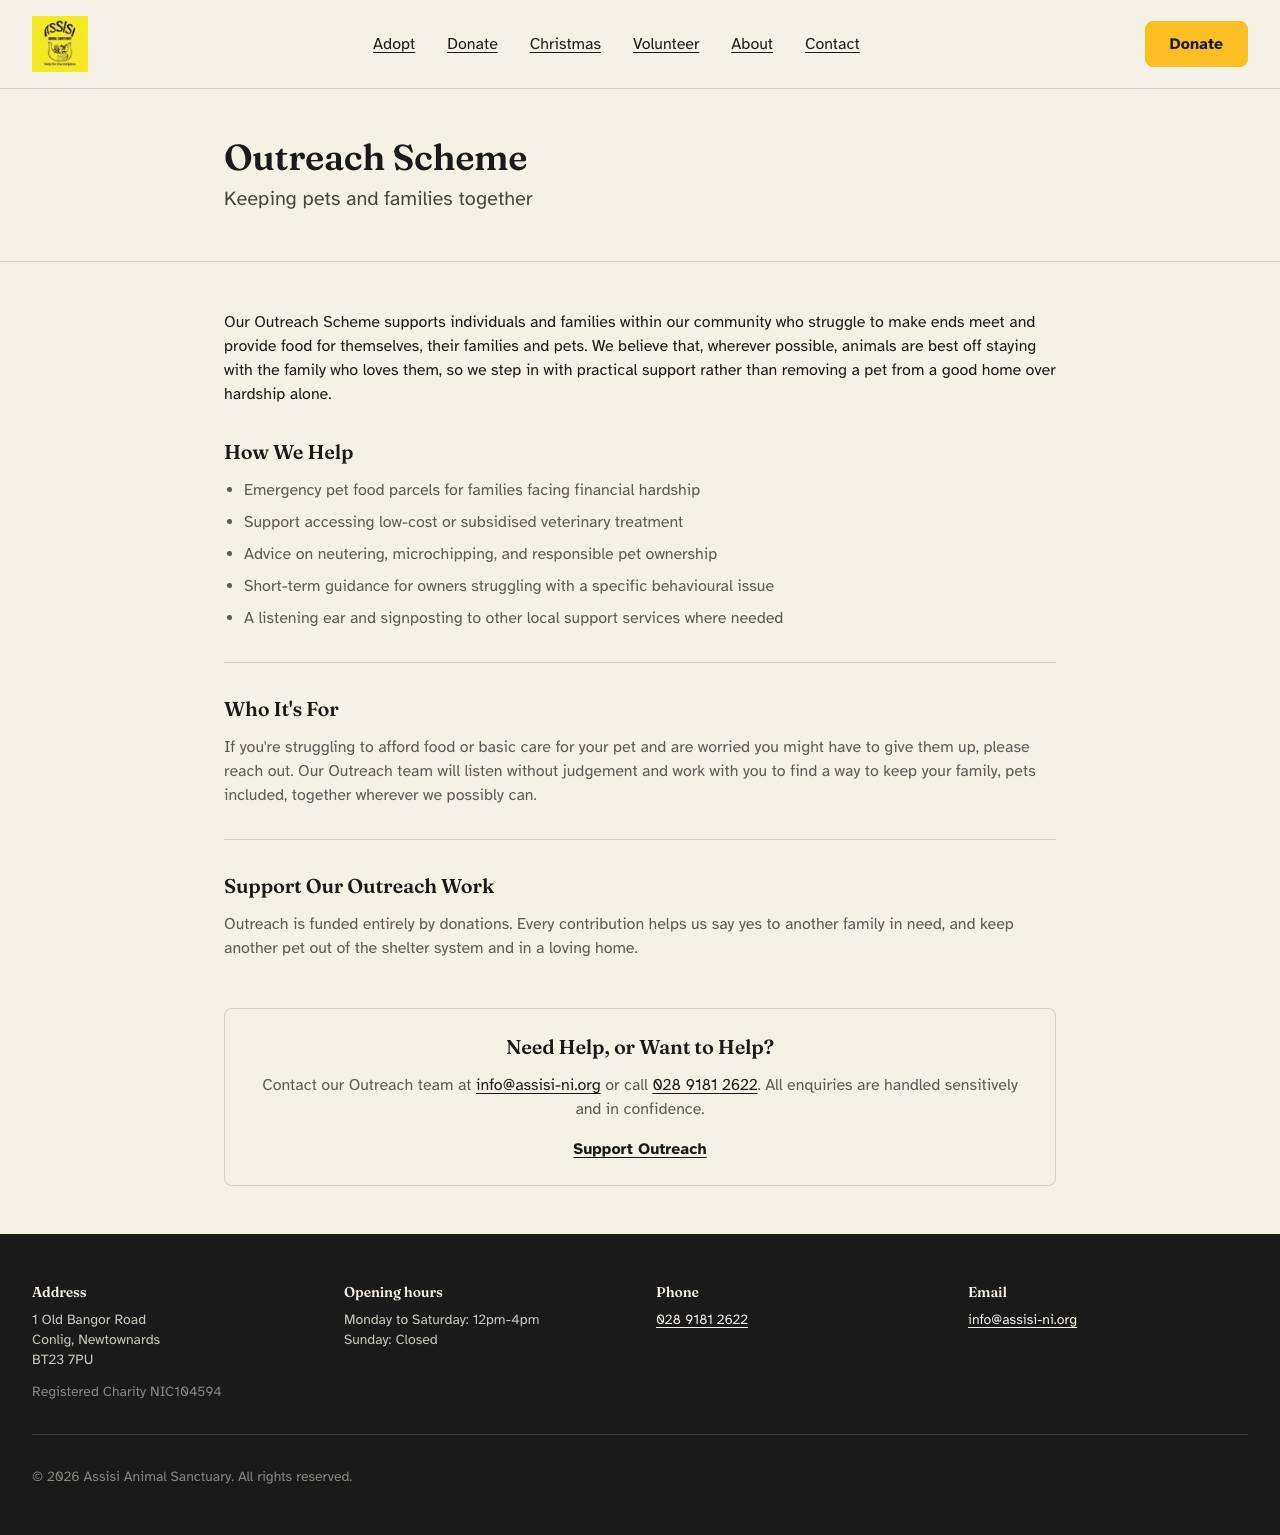 ASSISI
Adopt
Donate
Christmas
Volunteer
About
Contact
Donate
Outreach Scheme
Keeping pets and families together
Our Outreach Scheme supports individuals and families within our community who struggle to make ends meet and
provide food for themselves, their families and pets. We believe that, wherever possible, animals are best off staying
with the family who loves them, so we step in with practical support rather than removing a pet from a good home over
hardship alone.
How We Help
• Emergency pet food parcels for families facing financial hardship
• Support accessing low-cost or subsidised veterinary treatment
• Advice on neutering, microchipping, and responsible pet ownership
• Short-term guidance for owners struggling with a specific behavioural issue
• A listening ear and signposting to other local support services where needed
Who It's For
If you're struggling to afford food or basic care for your pet and are worried you might have to give them up, please
reach out. Our Outreach team will listen without judgement and work with you to find a way to keep your family, pets
included, together wherever we possibly can.
Support Our Outreach Work
Outreach is funded entirely by donations. Every contribution helps us say yes to another family in need, and keep
another pet out of the shelter system and in a loving home.
Need Help, or Want to Help?
Contact our Outreach team at info@assisi-ni.org or call 028 9181 2622. All enquiries are handled sensitively
and in confidence.
Support Outreach
Address
1 Old Bangor Road
Conlig, Newtownards
BT23 7PU
Registered Charity NIC104594
Opening hours
Monday to Saturday: 12pm-4pm
Sunday: Closed
Phone
028 9181 2622
Email
info@assisi-ni.org
© 2026 Assisi Animal Sanctuary. All rights reserved.